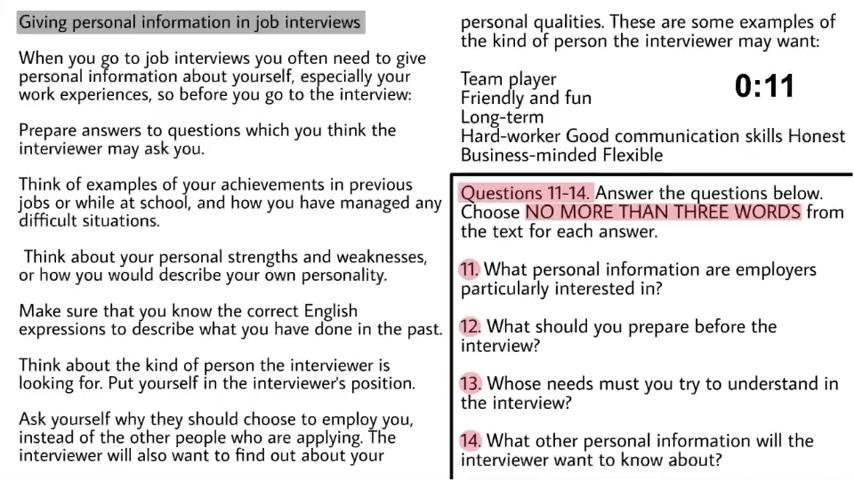 Giving personal information in job interviews
When you go to job interviews you often need to give
personal information about yourself, especially your
work experiences, so before you go to the interview:
Prepare answers to questions which you think the
interviewer may ask you.
Think of examples of your achievements in previous
jobs or while at school, and how you have managed any
difficult situations.
Think about your personal strengths and weaknesses,
or how you would describe your own personality.
Make sure that you know the correct English
expressions to describe what you have done in the past.
Think about the kind of person the interviewer is
looking for. Put yourself in the interviewer's position.
Ask yourself why they should choose to employ you,
instead of the other people who are applying. The
interviewer will also want to find out about your
personal qualities. These are some examples of
the kind of person the interviewer may want:
Team player
Friendly and fun
Long-term
Hard-worker Good communication skills Honest
Business-minded Flexible
0:11
Questions 11-14. Answer the questions below.
Choose NO MORE THAN THREE WORDS from
the text for each answer.
11. What personal information are employers
particularly interested in?
12. What should you prepare before the
interview?
13. Whose needs must you try to understand in
the interview?
14. What other personal information will the
interviewer want to know about?